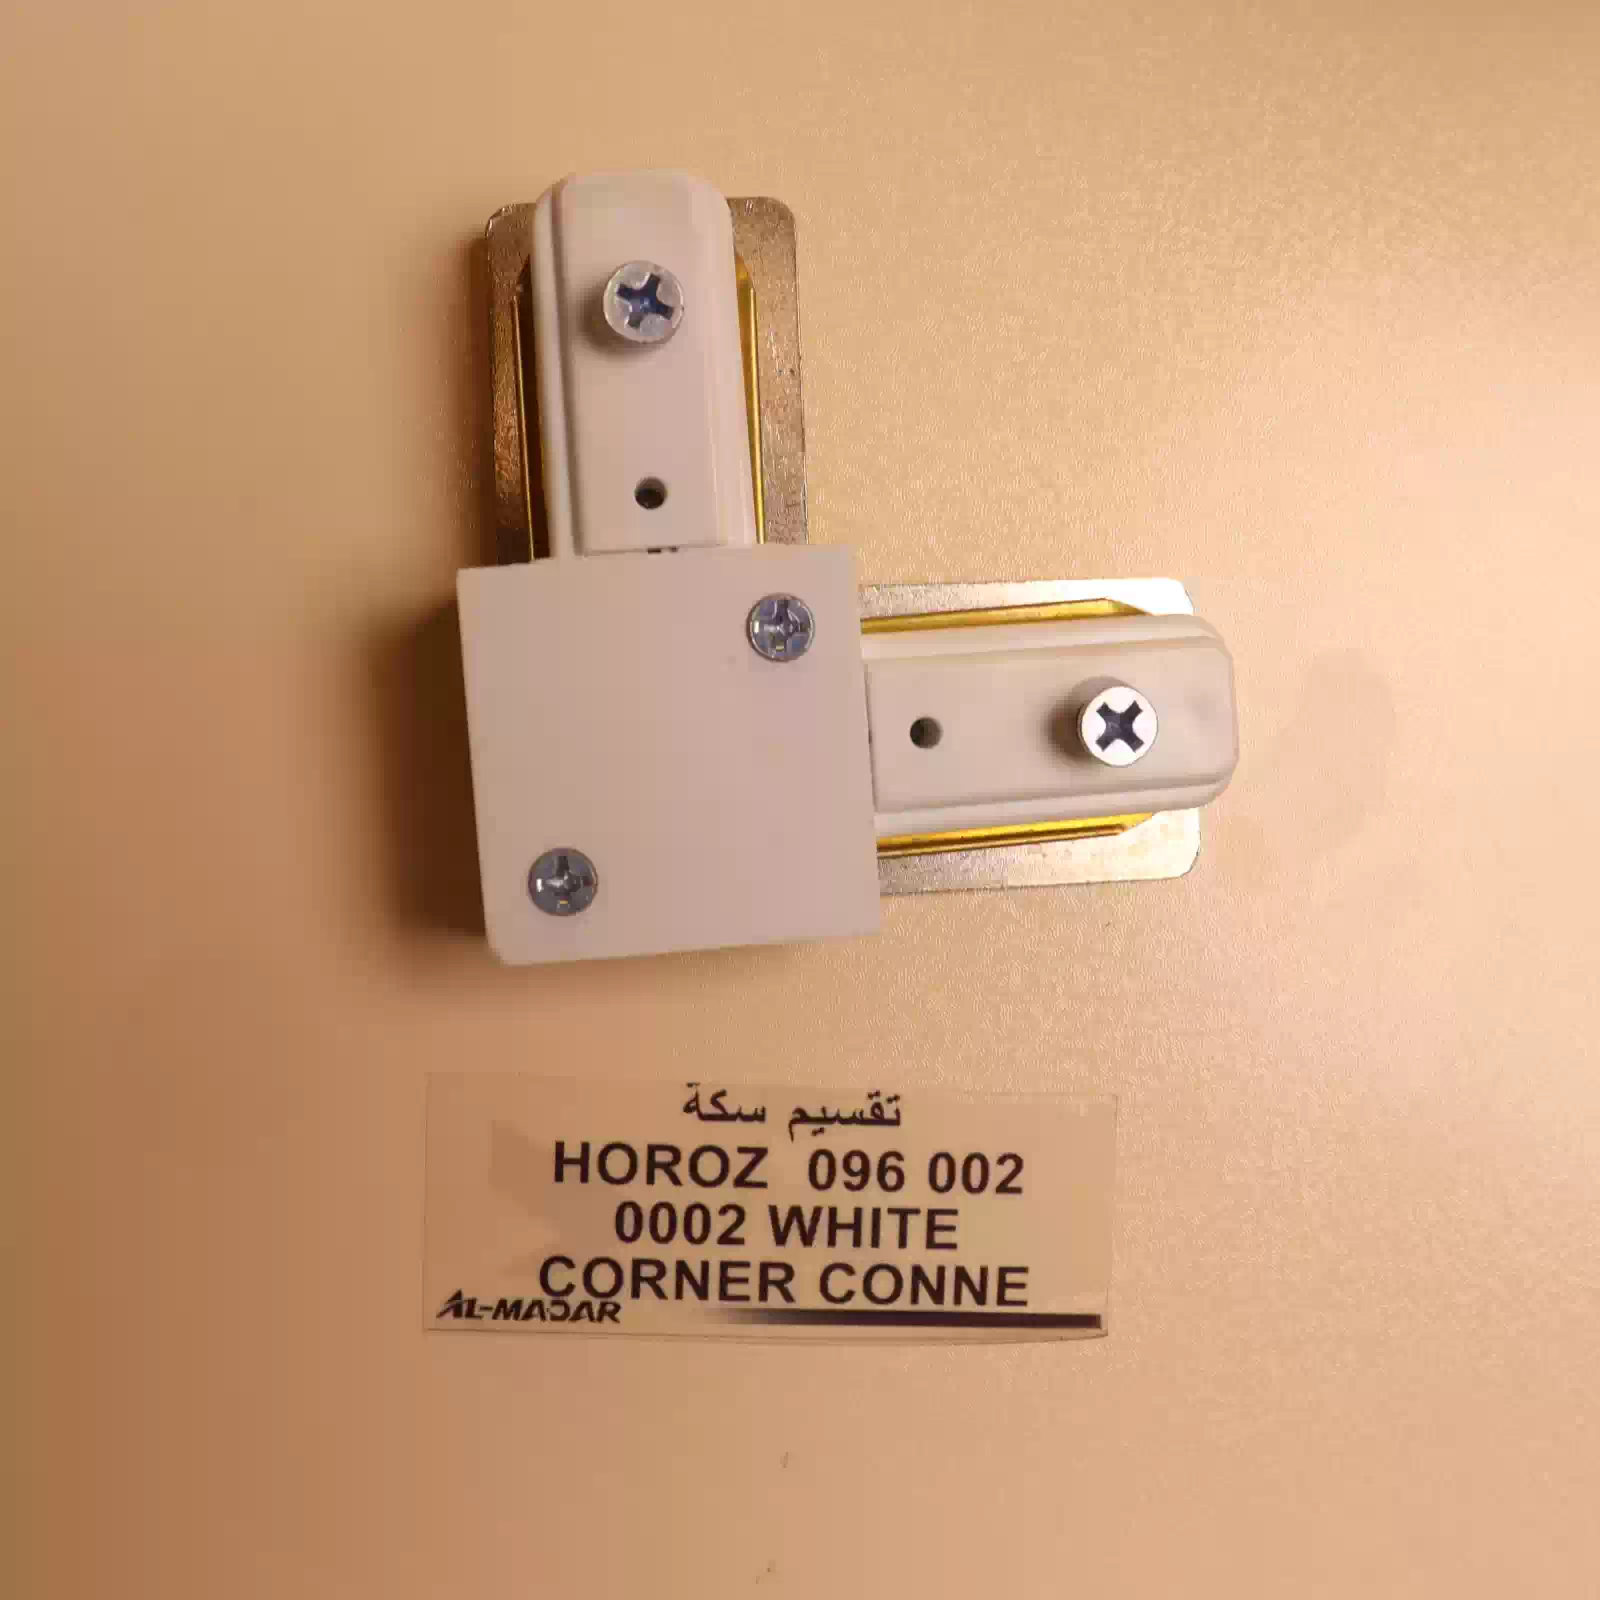 تقسيم سكة
HOROZ 096 002
0002 WHITE
CORNER CONNE
AL-MADAR